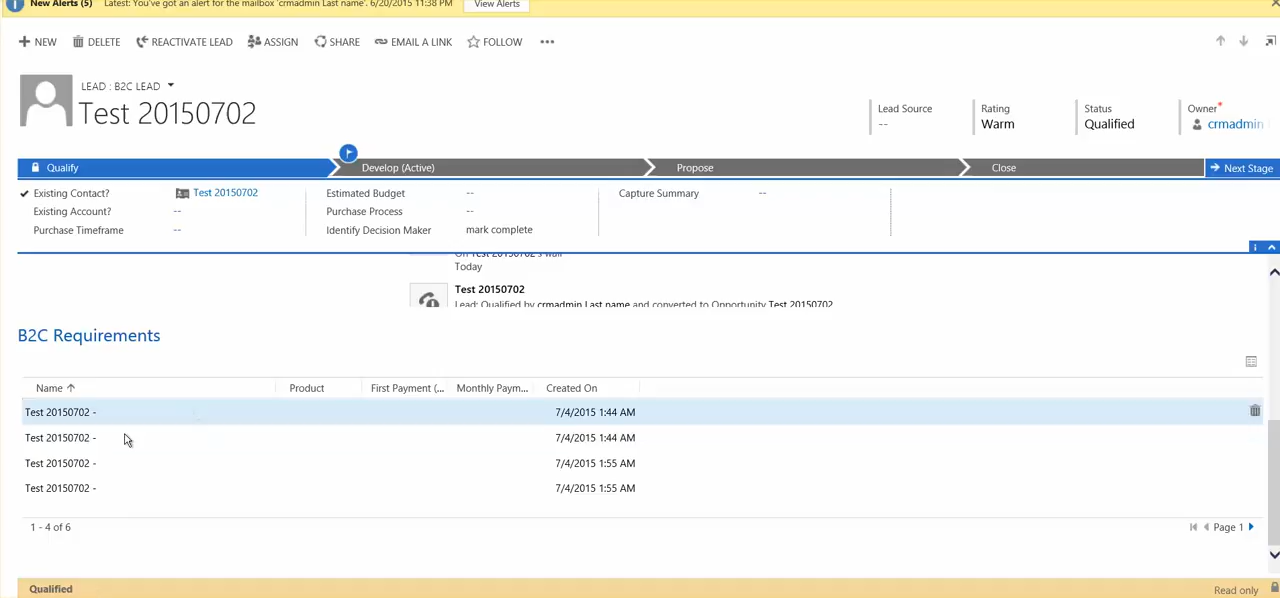 New Alerts (5) Latest: You've got an alert for the mailbox 'crmadmin Last name'. 6/20/2015 11:38 PM View Alerts
NEW DELETE REACTIVATE LEAD ASSIGN SHARE EMAIL A LINK FOLLOW
LEAD : B2C LEAD
Test 20150702
Lead Source Rating Status Owner*
-- Warm Qualified crmadmin
Qualify Develop (Active) Propose Close Next Stage
Existing Contact? Test 20150702 Estimated Budget -- Capture Summary --
Existing Account? -- Purchase Process --
Purchase Timeframe -- Identify Decision Maker mark complete
On Test 20150702's wall
Today
Test 20150702
Lead: Qualified by crmadmin Last name and converted to Opportunity Test 20150702
B2C Requirements
Name Product First Payment (... Monthly Paym... Created On
Test 20150702 - 7/4/2015 1:44 AM
Test 20150702 - 7/4/2015 1:44 AM
Test 20150702 - 7/4/2015 1:55 AM
Test 20150702 - 7/4/2015 1:55 AM
1 - 4 of 6 Page 1
Qualified Read only